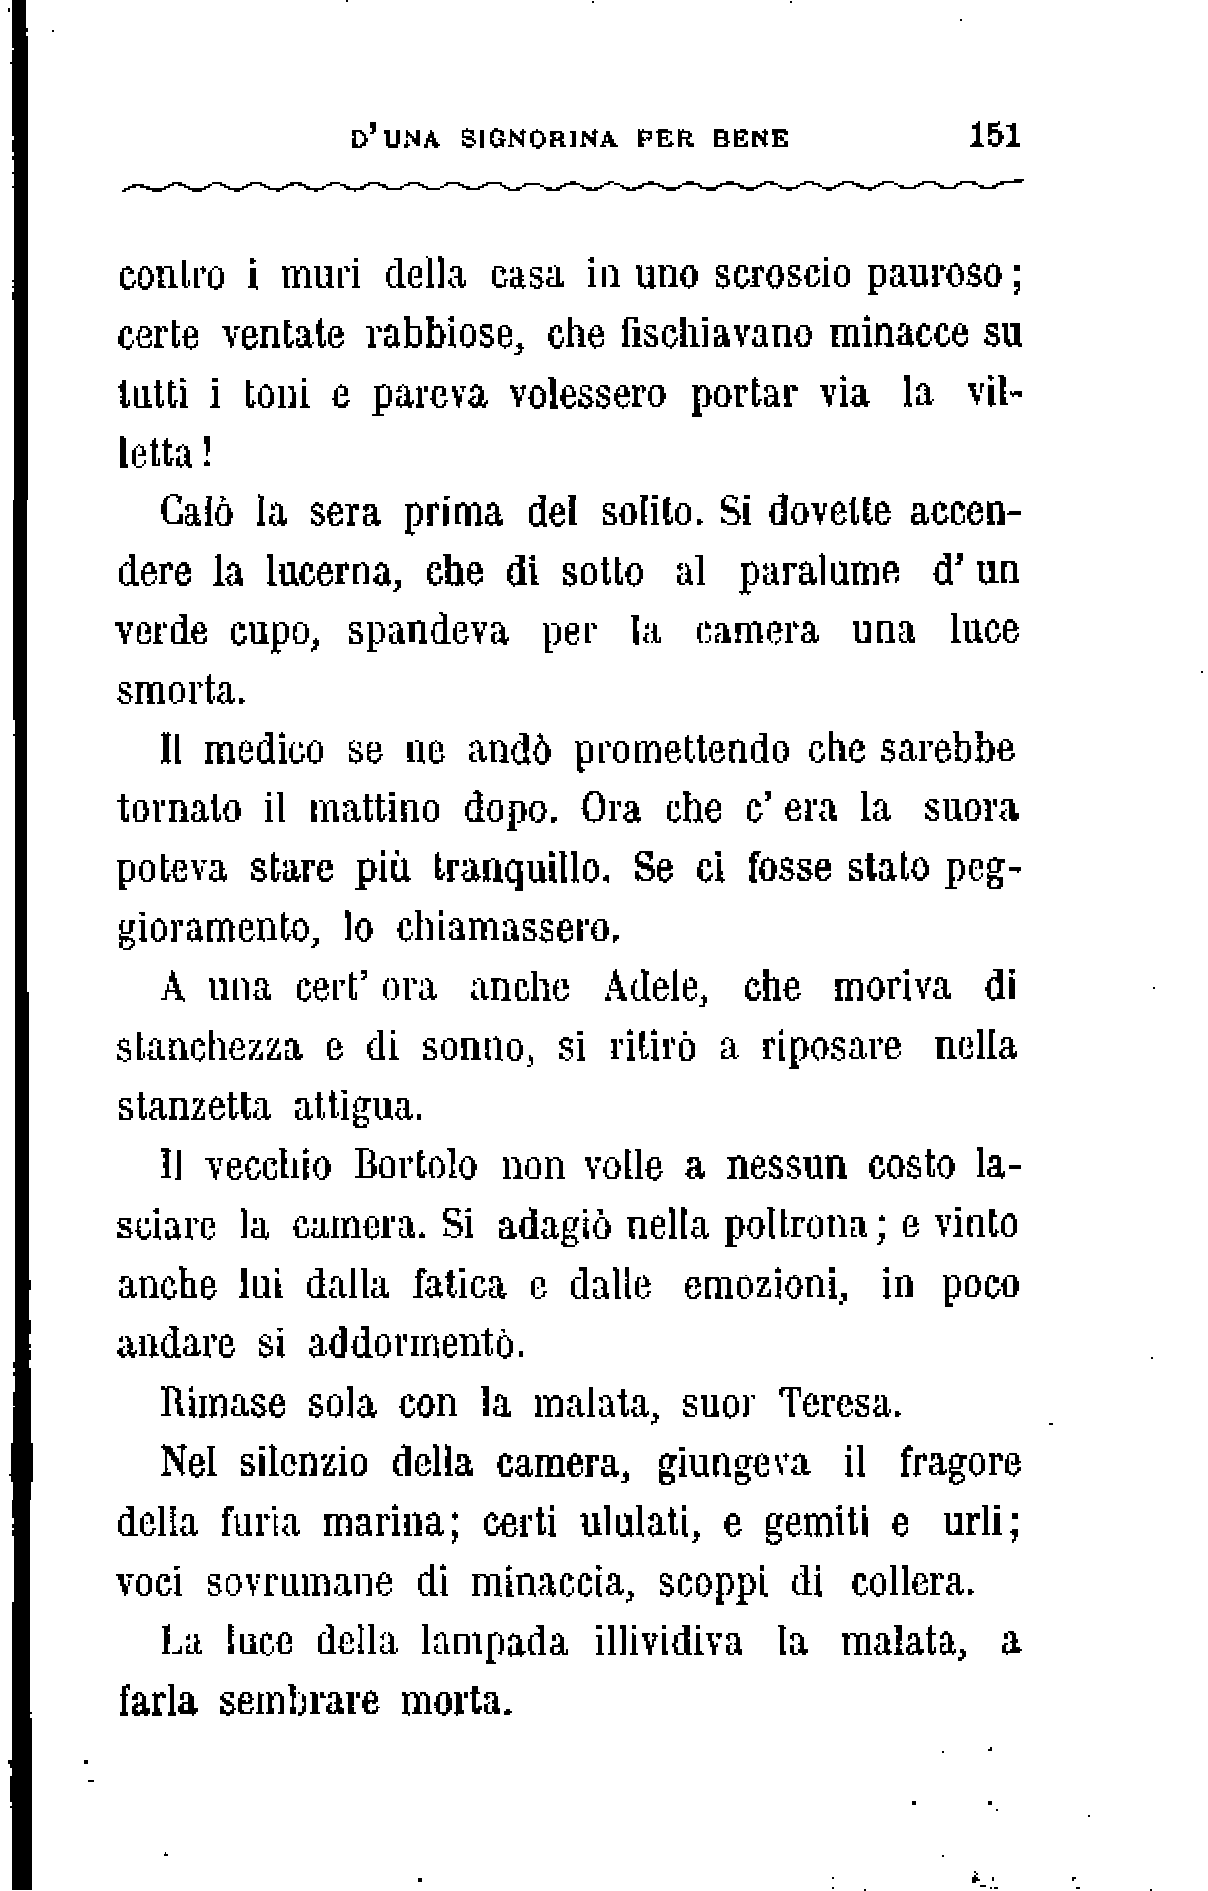 D'UNA SIGNORINA PER BENE 151
contro i muri della casa in uno scroscio pauroso;
certe ventate rabbiose, che fischiavano minacce su
tutti i toni e pareva volessero portar via la vil-
letta!
Calò la sera prima del solito. Si dovette accen-
dere la lucerna, che di sotto al paralume d'un
verde cupo, spandeva per la camera una luce
smorta.
Il medico se ne andò promettendo che sarebbe
tornato il mattino dopo. Ora che c'era la suora
poteva stare più tranquillo. Se ci fosse stato peg-
gioramento, lo chiamassero.
A una cert'ora anche Adele, che moriva di
stanchezza e di sonno, si ritirò a riposare nella
stanzetta attigua.
Il vecchio Bortolo non volle a nessun costo la-
sciare la camera. Si adagiò nella poltrona; e vinto
anche lui dalla fatica e dalle emozioni, in poco
andare si addormentò.
Rimase sola con la malata, suor Teresa.
Nel silenzio della camera, giungeva il fragore
della furia marina; certi ululati, e gemiti e urli;
voci sovrumane di minaccia, scoppi di collera.
La luce della lampada illividiva la malata, a
farla sembrare morta.